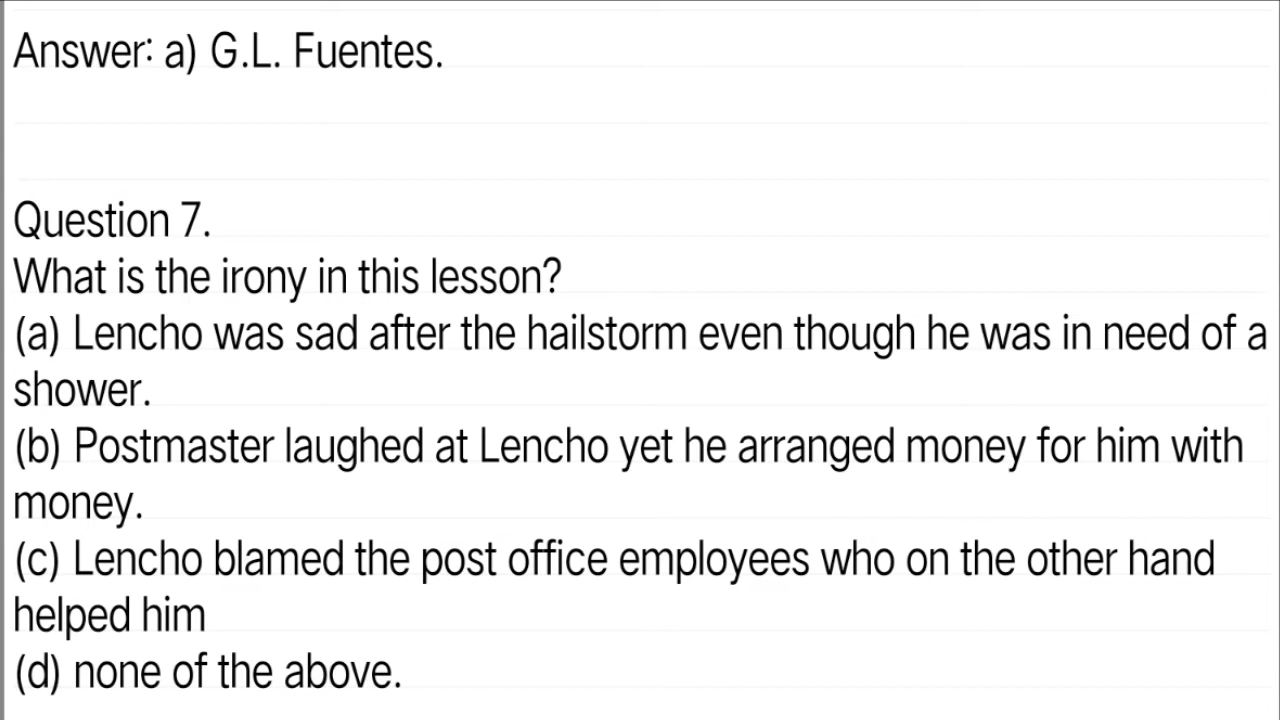 Answer: a) G.L. Fuentes.
Question 7.
What is the irony in this lesson?
(a) Lencho was sad after the hailstorm even though he was in need of a
shower.
(b) Postmaster laughed at Lencho yet he arranged money for him with
money.
(c) Lencho blamed the post office employees who on the other hand
helped him
(d) none of the above.